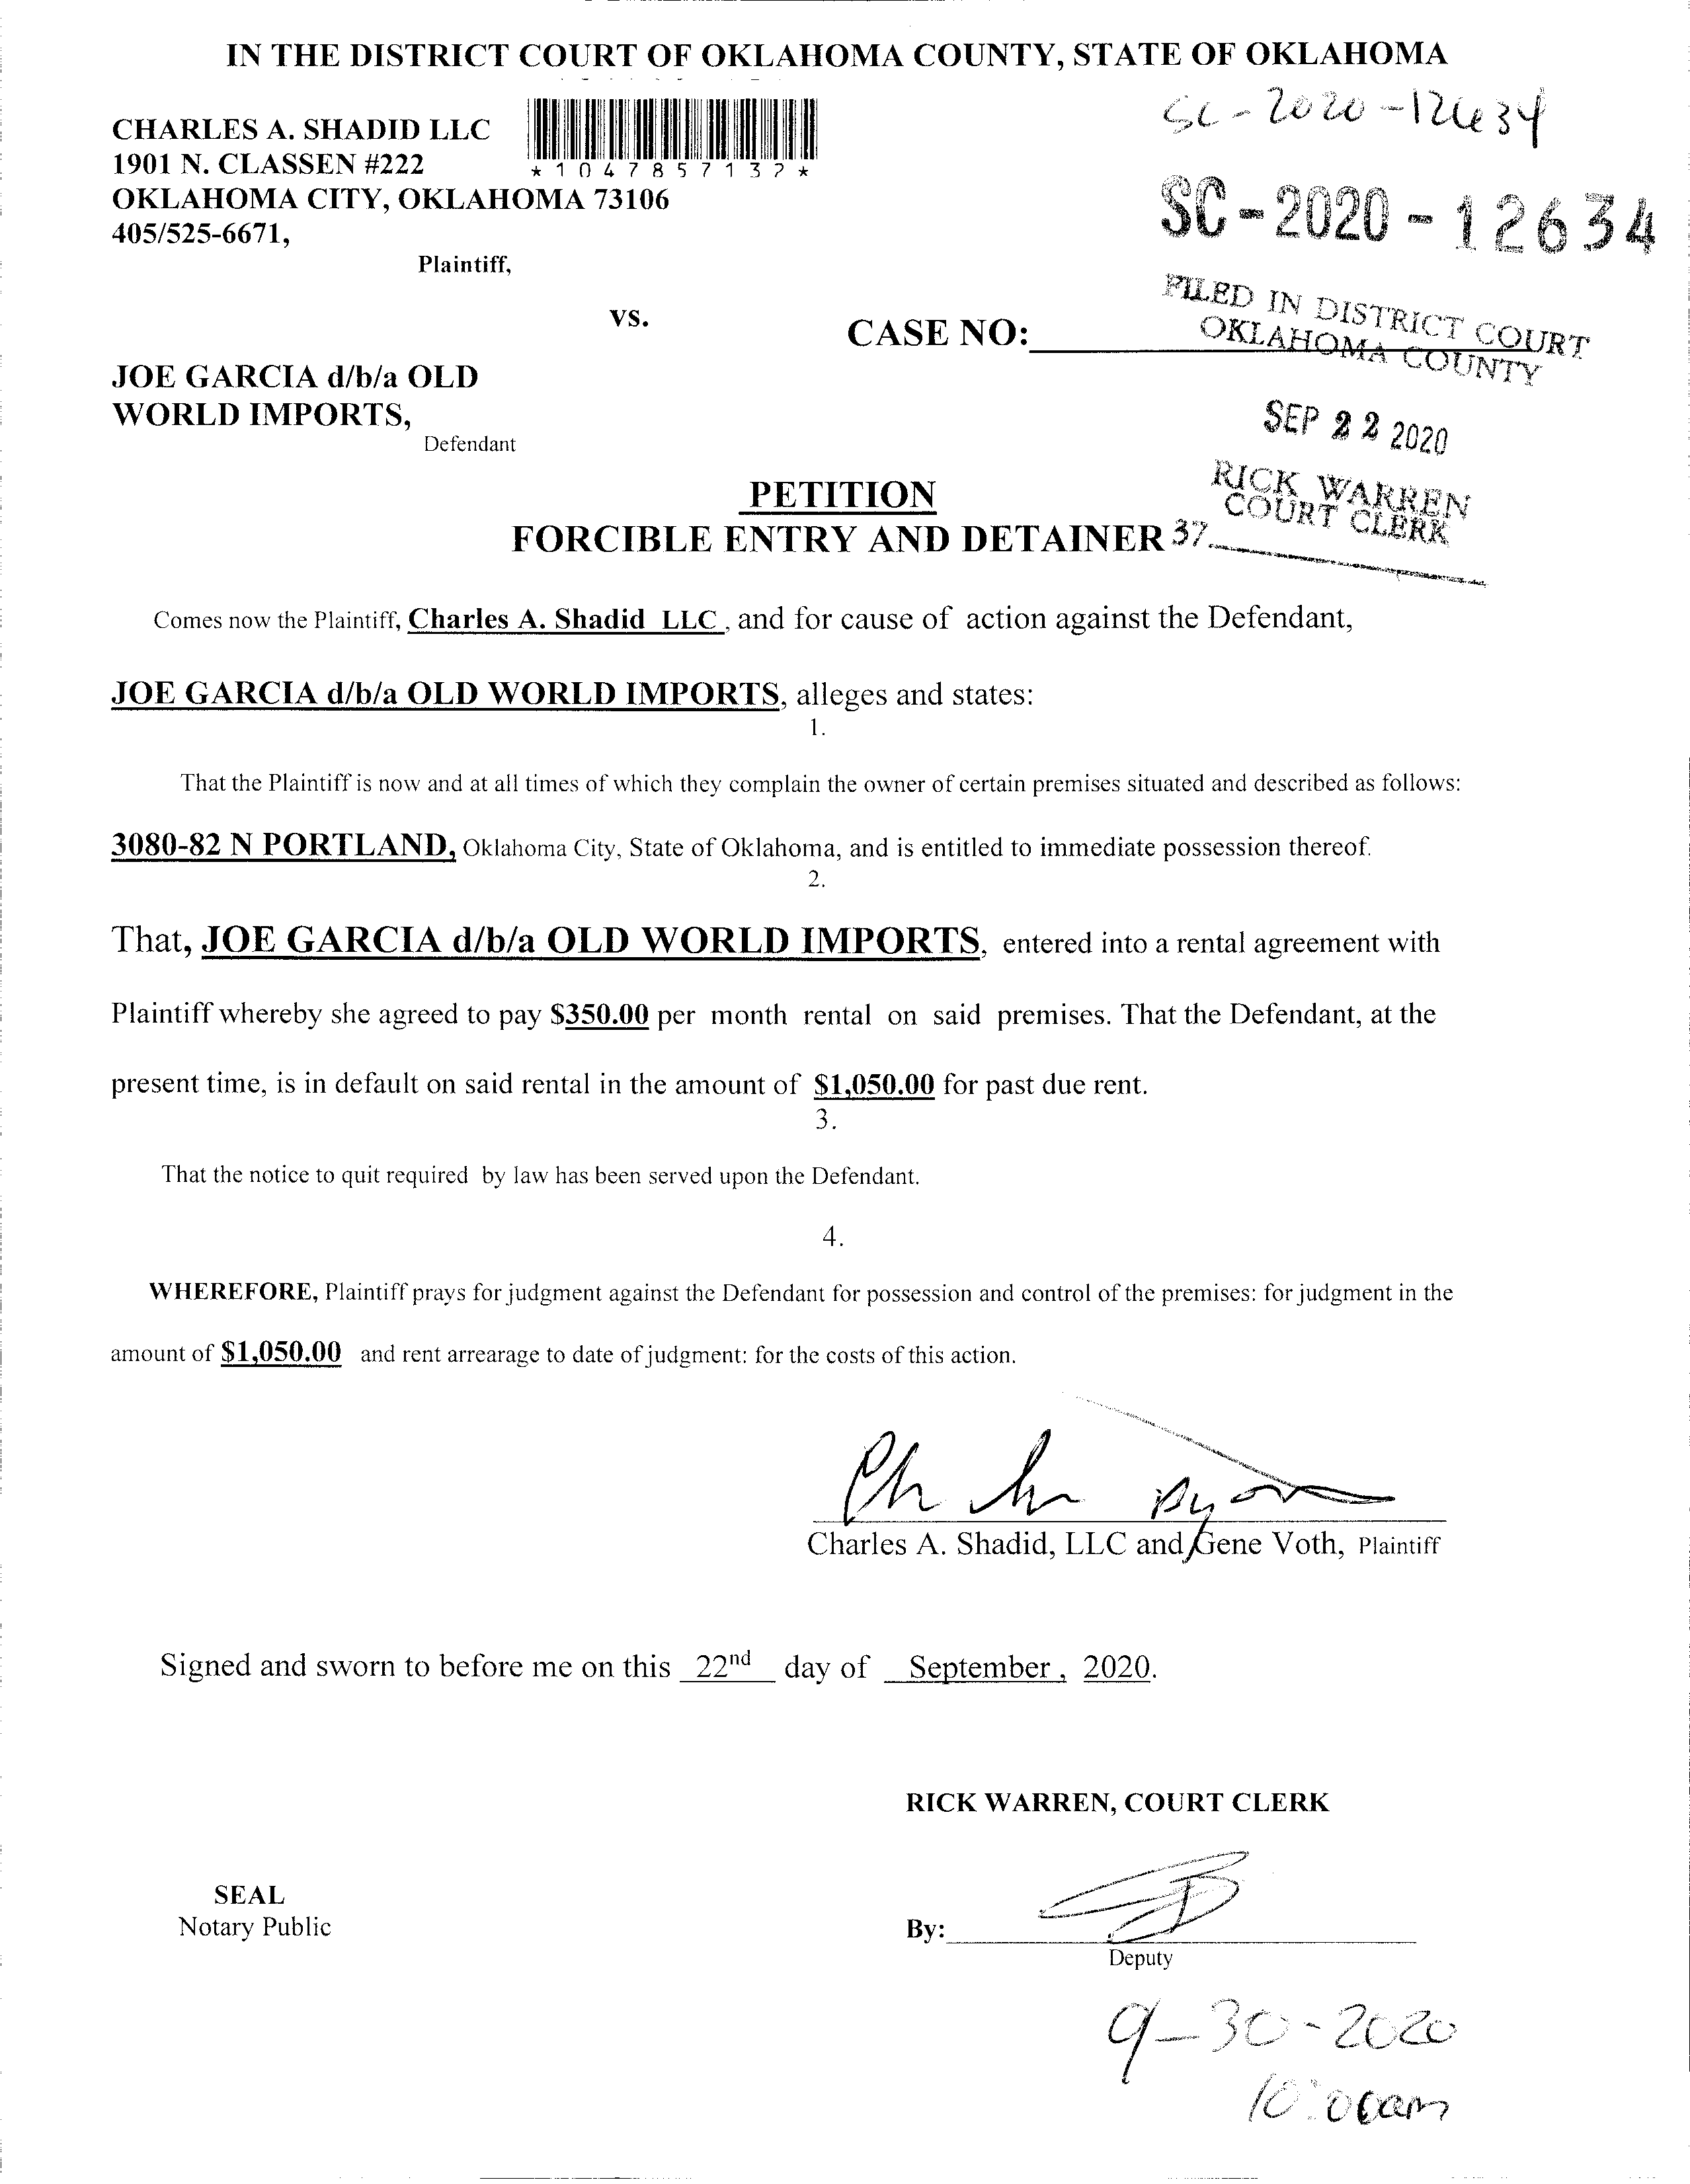 IN THE DISTRICT COURT OF OKLAHOMA COUNTY, STATE OF OKLAHOMA
SC-2020-12634
CHARLES A. SHADID LLC
1901 N. CLASSEN #222
*1047857132*
OKLAHOMA CITY, OKLAHOMA 73106
405/525-6671,
SC-2020-12634
Plaintiff,
vs.
FILED IN DISTRICT COURT
OKLAHOMA COUNTY
CASE NO:
JOE GARCIA d/b/a OLD
WORLD IMPORTS,
Defendant
SEP 22 2020
RICK WARREN
COURT CLERK
PETITION
FORCIBLE ENTRY AND DETAINER 37
Comes now the Plaintiff, Charles A. Shadid LLC , and for cause of action against the Defendant,
JOE GARCIA d/b/a OLD WORLD IMPORTS, alleges and states:
1.
That the Plaintiff is now and at all times of which they complain the owner of certain premises situated and described as follows:
3080-82 N PORTLAND, Oklahoma City, State of Oklahoma, and is entitled to immediate possession thereof.
2.
That, JOE GARCIA d/b/a OLD WORLD IMPORTS, entered into a rental agreement with
Plaintiff whereby she agreed to pay $350.00 per month rental on said premises. That the Defendant, at the
present time, is in default on said rental in the amount of $1,050.00 for past due rent.
3.
That the notice to quit required by law has been served upon the Defendant.
4.
WHEREFORE, Plaintiff prays for judgment against the Defendant for possession and control of the premises: for judgment in the
amount of $1,050.00 and rent arrearage to date of judgment: for the costs of this action.
Charles A. Shadid, LLC and Gene Voth, Plaintiff
Signed and sworn to before me on this 22nd day of September , 2020.
RICK WARREN, COURT CLERK
SEAL
Notary Public
By:
Deputy
9-30-2020
10:00am